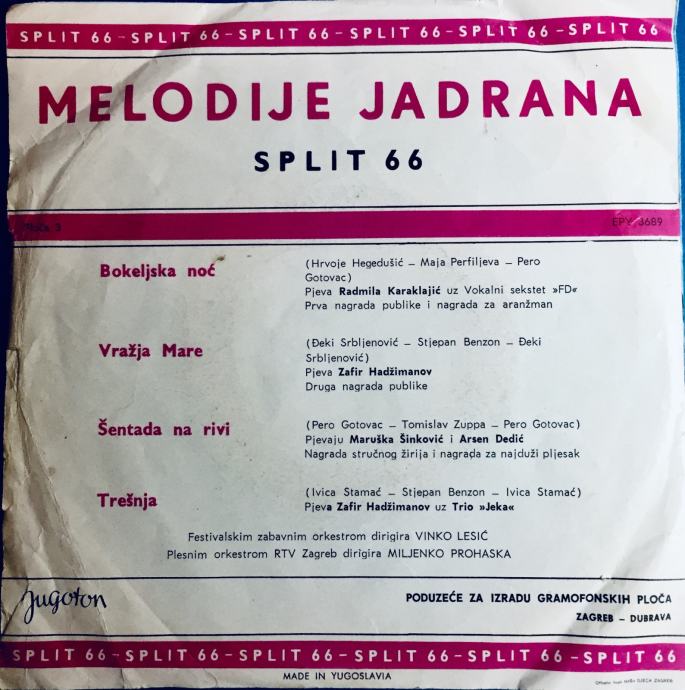 SPLIT 66 - SPLIT 66 - SPLIT 66 - SPLIT 66 - SPLIT 66 - SPLIT 66
MELODIJE JADRANA
SPLIT 66
Ploča 3 EPY 3689
Bokeljska noć
(Hrvoje Hegedušić – Maja Perfiljeva – Pero
Gotovac)
Pjeva Radmila Karaklajić uz Vokalni sekstet »FD«
Prva nagrada publike i nagrada za aranžman
Vražja Mare
(Đeki Srbljenović – Stjepan Benzon – Đeki
Srbljenović)
Pjeva Zafir Hadžimanov
Druga nagrada publike
Šentada na rivi
(Pero Gotovac – Tomislav Zuppa – Pero Gotovac)
Pjevaju Maruška Šinković i Arsen Dedić
Nagrada stručnog žirija i nagrada za najduži pljesak
Trešnja
(Ivica Stamać – Stjepan Benzon – Ivica Stamać)
Pjeva Zafir Hadžimanov uz Trio »Jeka«
Festivalskim zabavnim orkestrom dirigira VINKO LESIĆ
Plesnim orkestrom RTV Zagreb dirigira MILJENKO PROHASKA
Jugoton
PODUZEĆE ZA IZRADU GRAMOFONSKIH PLOČA
ZAGREB – DUBRAVA
SPLIT 66 - SPLIT 66 - SPLIT 66 - SPLIT 66 - SPLIT 66 - SPLIT 66
MADE IN YUGOSLAVIA
DJECA ZAGREB